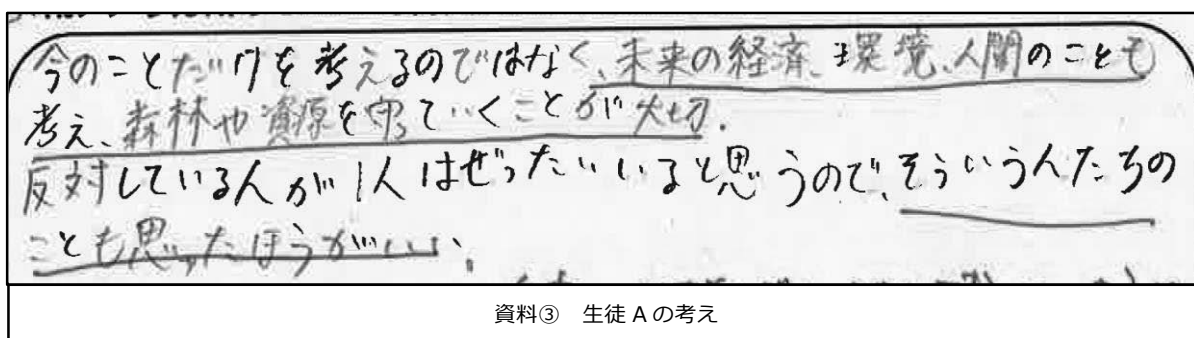 今のことだけを考えるのではなく、未来の経済、環境、人間のことも
考え、森林や資源を守っていくことが大切.
反対している人が1人はぜったいいると思うので、そういう人たちの
ことも思ったほうがいい、
資料③ 生徒 A の考え